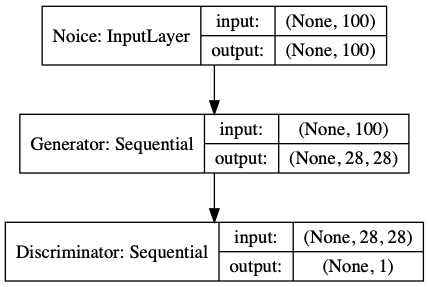 Noice: InputLayer
input: (None, 100)
output: (None, 100)
Generator: Sequential
input: (None, 100)
output: (None, 28, 28)
Discriminator: Sequential
input: (None, 28, 28)
output: (None, 1)